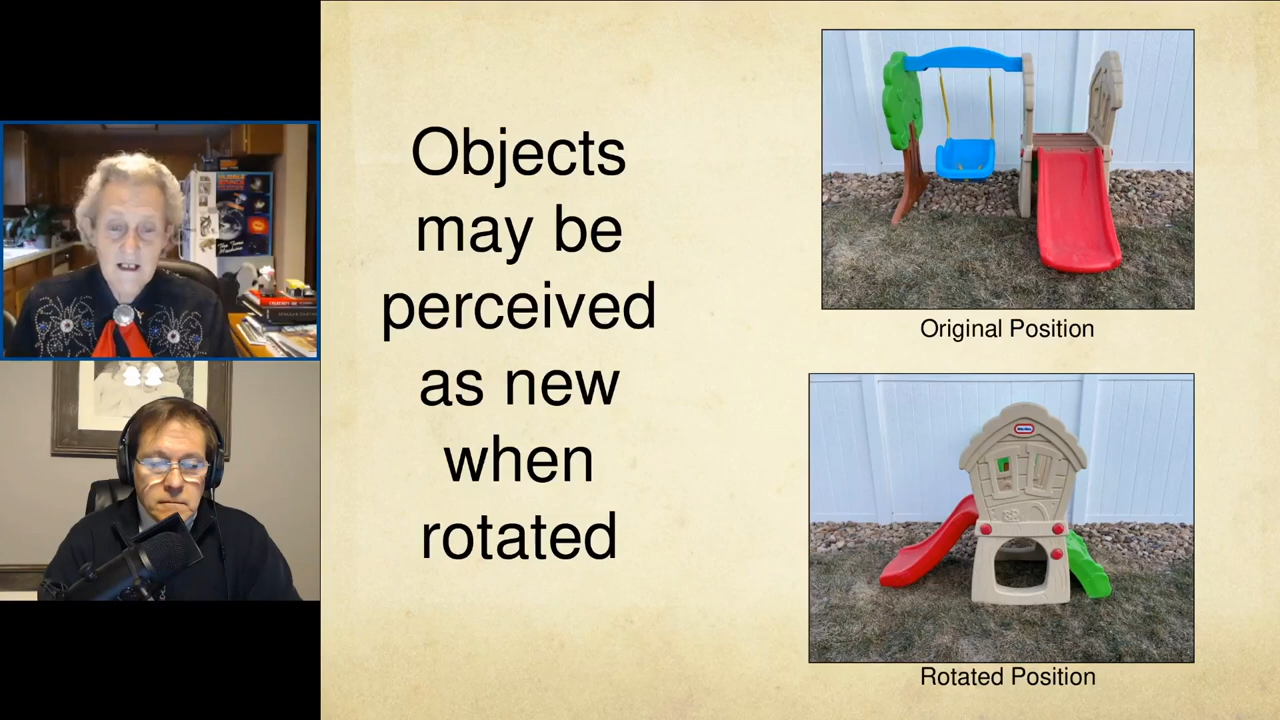 Objects
may be
perceived
as new
when
rotated
Original Position
Rotated Position